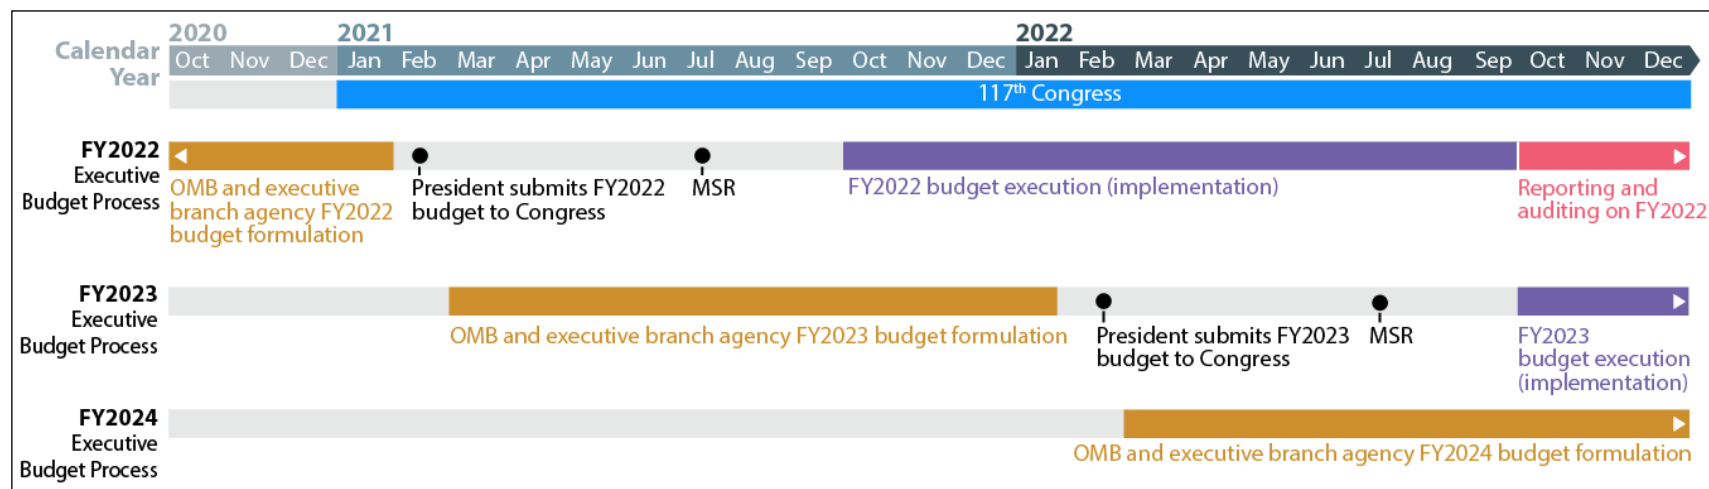 2020 2021 2022
Calendar Year
Oct Nov Dec Jan Feb Mar Apr May Jun Jul Aug Sep Oct Nov Dec Jan Feb Mar Apr May Jun Jul Aug Sep Oct Nov Dec
117th Congress
FY2022
Executive
Budget Process
OMB and executive
branch agency FY2022
budget formulation
President submits FY2022
budget to Congress
MSR
FY2022 budget execution (implementation)
Reporting and
auditing on FY2022
FY2023
Executive
Budget Process
OMB and executive branch agency FY2023 budget formulation
President submits FY2023
budget to Congress
MSR
FY2023
budget execution
(implementation)
FY2024
Executive
Budget Process
OMB and executive branch agency FY2024 budget formulation